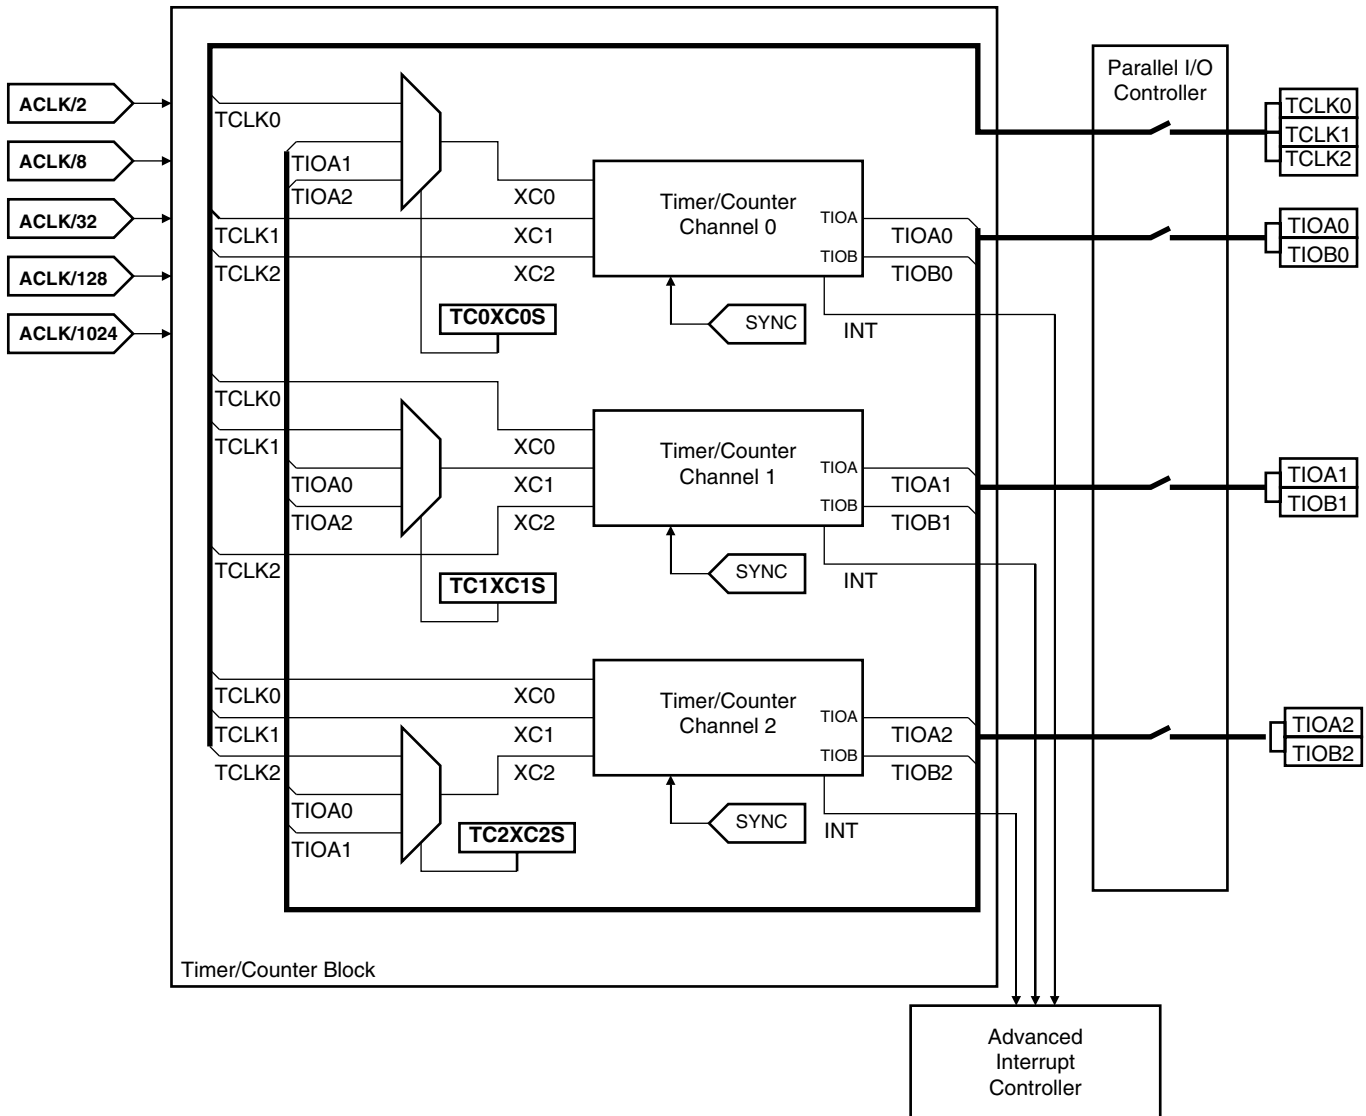 Parallel I/O
Controller
ACLK/2
ACLK/8
ACLK/32
ACLK/128
ACLK/1024
TCLK0
TIOA1
TIOA2
TCLK1
TCLK2
XC0
XC1
XC2
TC0XC0S
Timer/Counter
Channel 0
TIOA
TIOB
TIOA0
TIOB0
SYNC
INT
TCLK0
TCLK1
TIOA0
TIOA2
TCLK2
XC0
XC1
XC2
TC1XC1S
Timer/Counter
Channel 1
TIOA
TIOB
TIOA1
TIOB1
SYNC
INT
TCLK0
TCLK1
TCLK2
TIOA0
TIOA1
XC0
XC1
XC2
TC2XC2S
Timer/Counter
Channel 2
TIOA
TIOB
TIOA2
TIOB2
SYNC
INT
TCLK0
TCLK1
TCLK2
TIOA0
TIOB0
TIOA1
TIOB1
TIOA2
TIOB2
Timer/Counter Block
Advanced
Interrupt
Controller